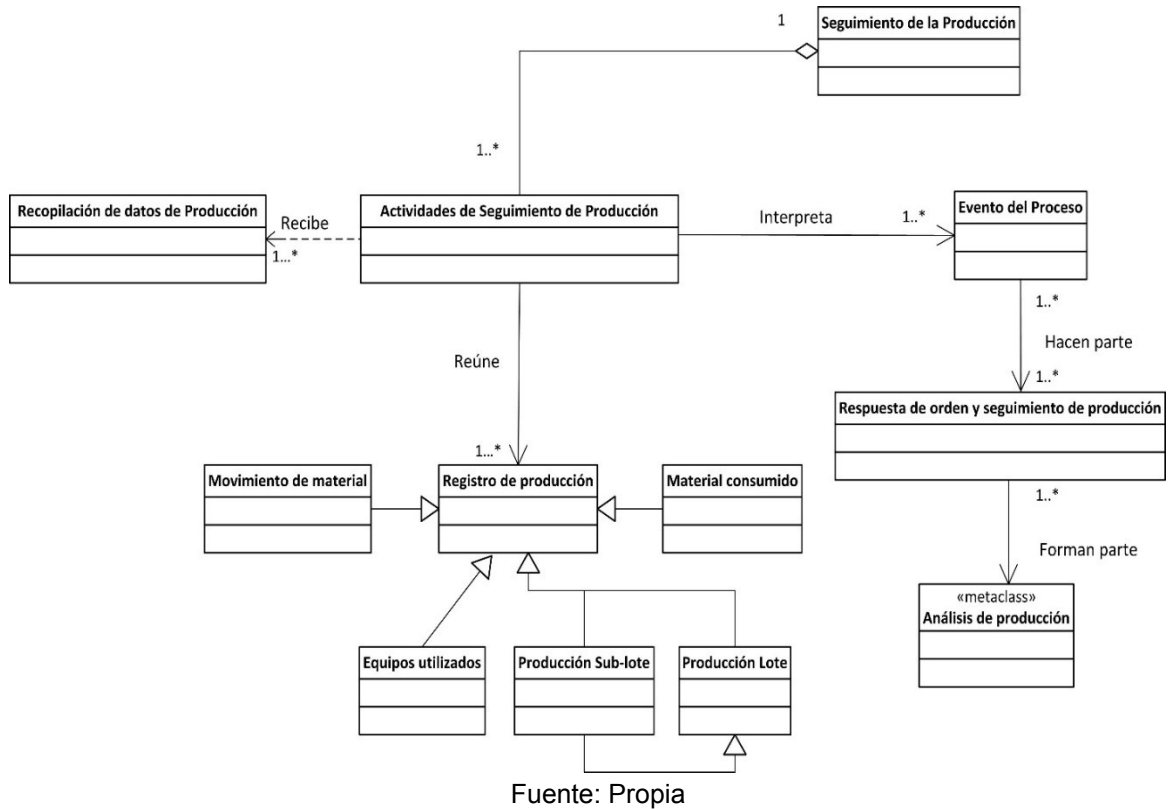 1
Seguimiento de la Producción
1..*
Recopilación de datos de Producción
Recibe
1...*
Actividades de Seguimiento de Producción
Interpreta
1..*
Evento del Proceso
1..*
Hacen parte
1..*
Reúne
1...*
Respuesta de orden y seguimiento de producción
1..*
Forman parte
Movimiento de material
Registro de producción
Material consumido
«metaclass»
Análisis de producción
Equipos utilizados
Producción Sub-lote
Producción Lote
Fuente: Propia